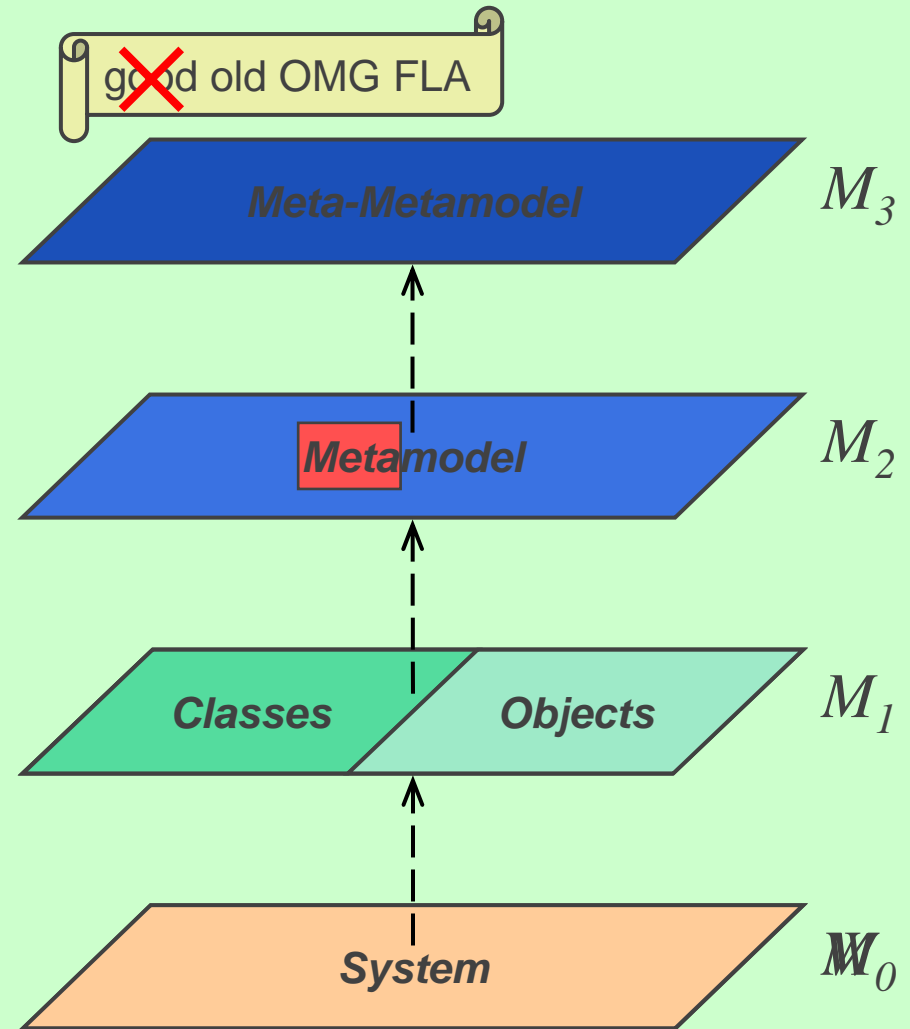 good old OMG FLA
Meta-Metamodel M3
Metamodel M2
Classes Objects M1
System